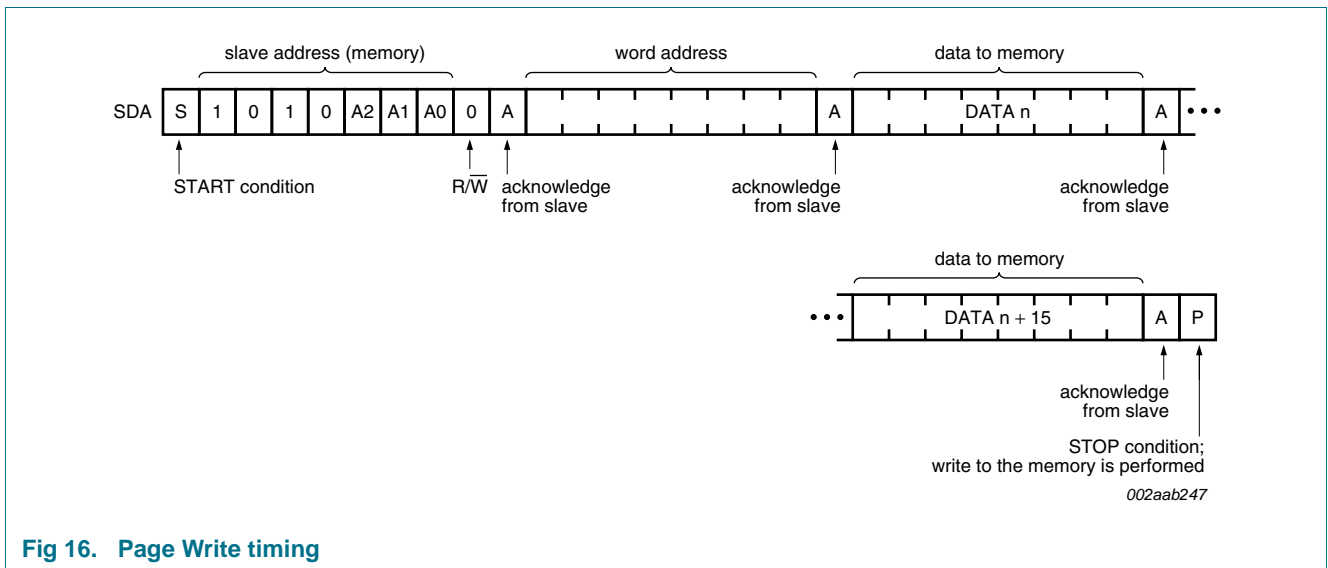 slave address (memory) word address data to memory
SDA S 1 0 1 0 A2 A1 A0 0 A A DATA n A •••
START condition R/W̅ acknowledge from slave acknowledge from slave acknowledge from slave
data to memory
••• DATA n + 15 A P
acknowledge
from slave
STOP condition;
write to the memory is performed
002aab247
Fig 16. Page Write timing